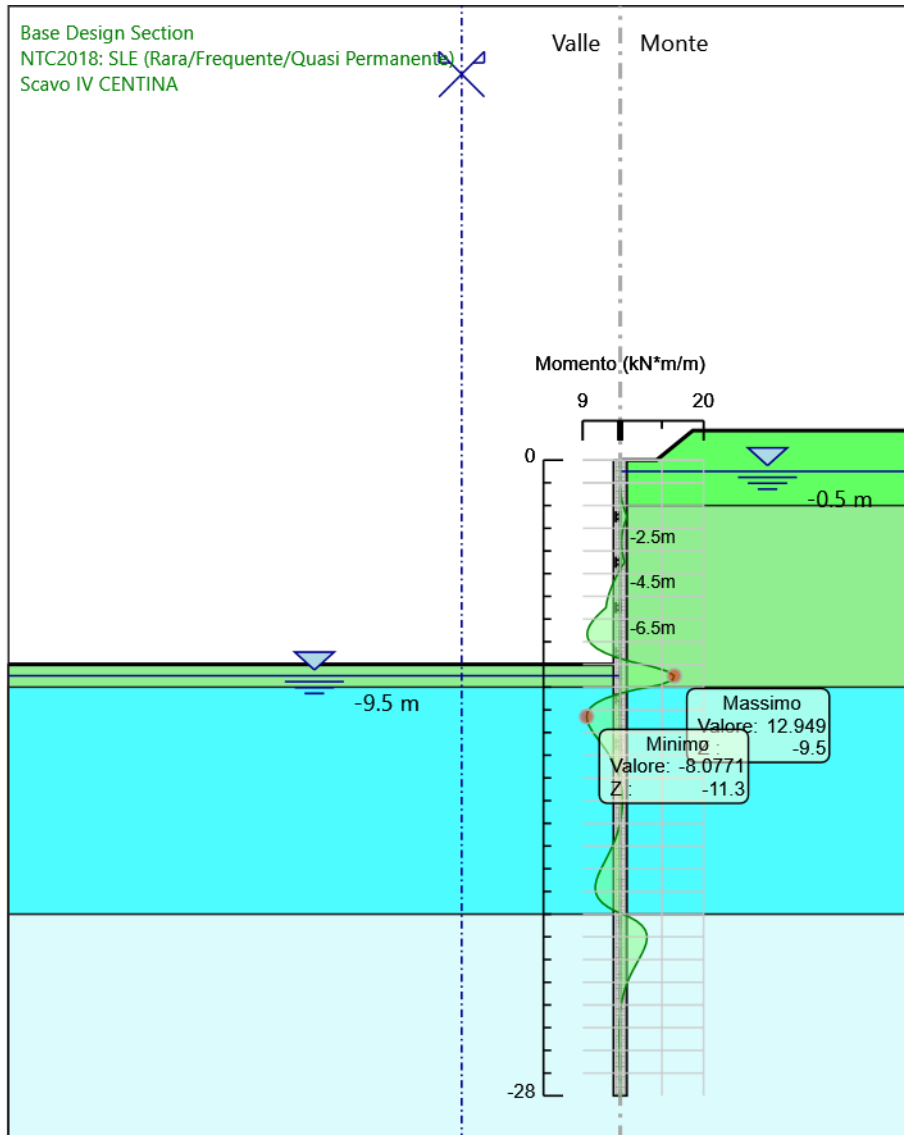 Base Design Section
NTC2018: SLE (Rara/Frequente/Quasi Permanente)
Scavo IV CENTINA
Valle
Monte
Momento (kN*m/m)
9
20
0
-0.5 m
-2.5m
-4.5m
-6.5m
-9.5 m
Massimo
Valore: 12.949
Z : -9.5
Minimo
Valore: -8.0771
Z : -11.3
-28